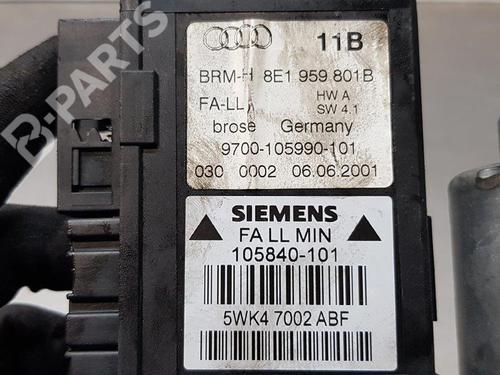 11B
BRM-H 8E1 959 801B
FA-LL HW A
SW 4.1
brose Germany
9700-105990-101
030 0002 06.06.2001
SIEMENS
FA LL MIN
105840-101
5WK4 7002 ABF
B PARTS